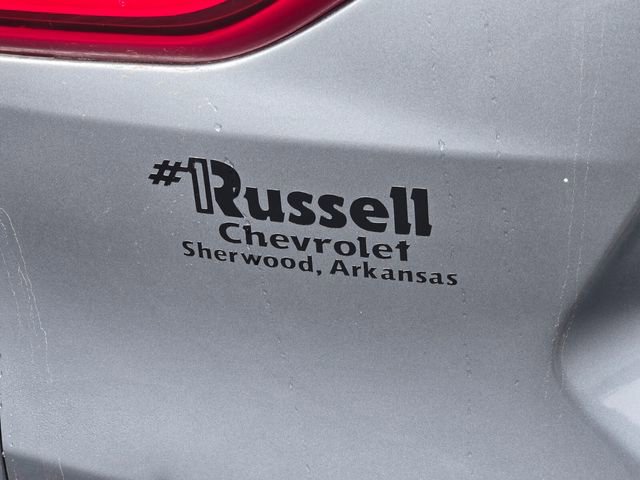 #1Russell
Chevrolet
Sherwood, Arkansas